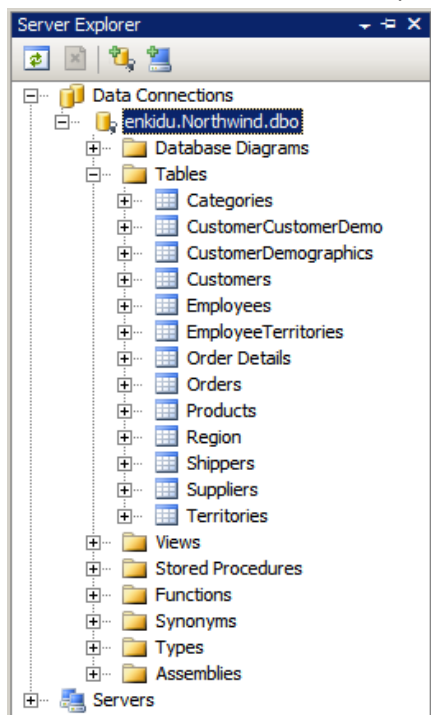 Server Explorer
Data Connections
enkidu.Northwind.dbo
Database Diagrams
Tables
Categories
CustomerCustomerDemo
CustomerDemographics
Customers
Employees
EmployeeTerritories
Order Details
Orders
Products
Region
Shippers
Suppliers
Territories
Views
Stored Procedures
Functions
Synonyms
Types
Assemblies
Servers